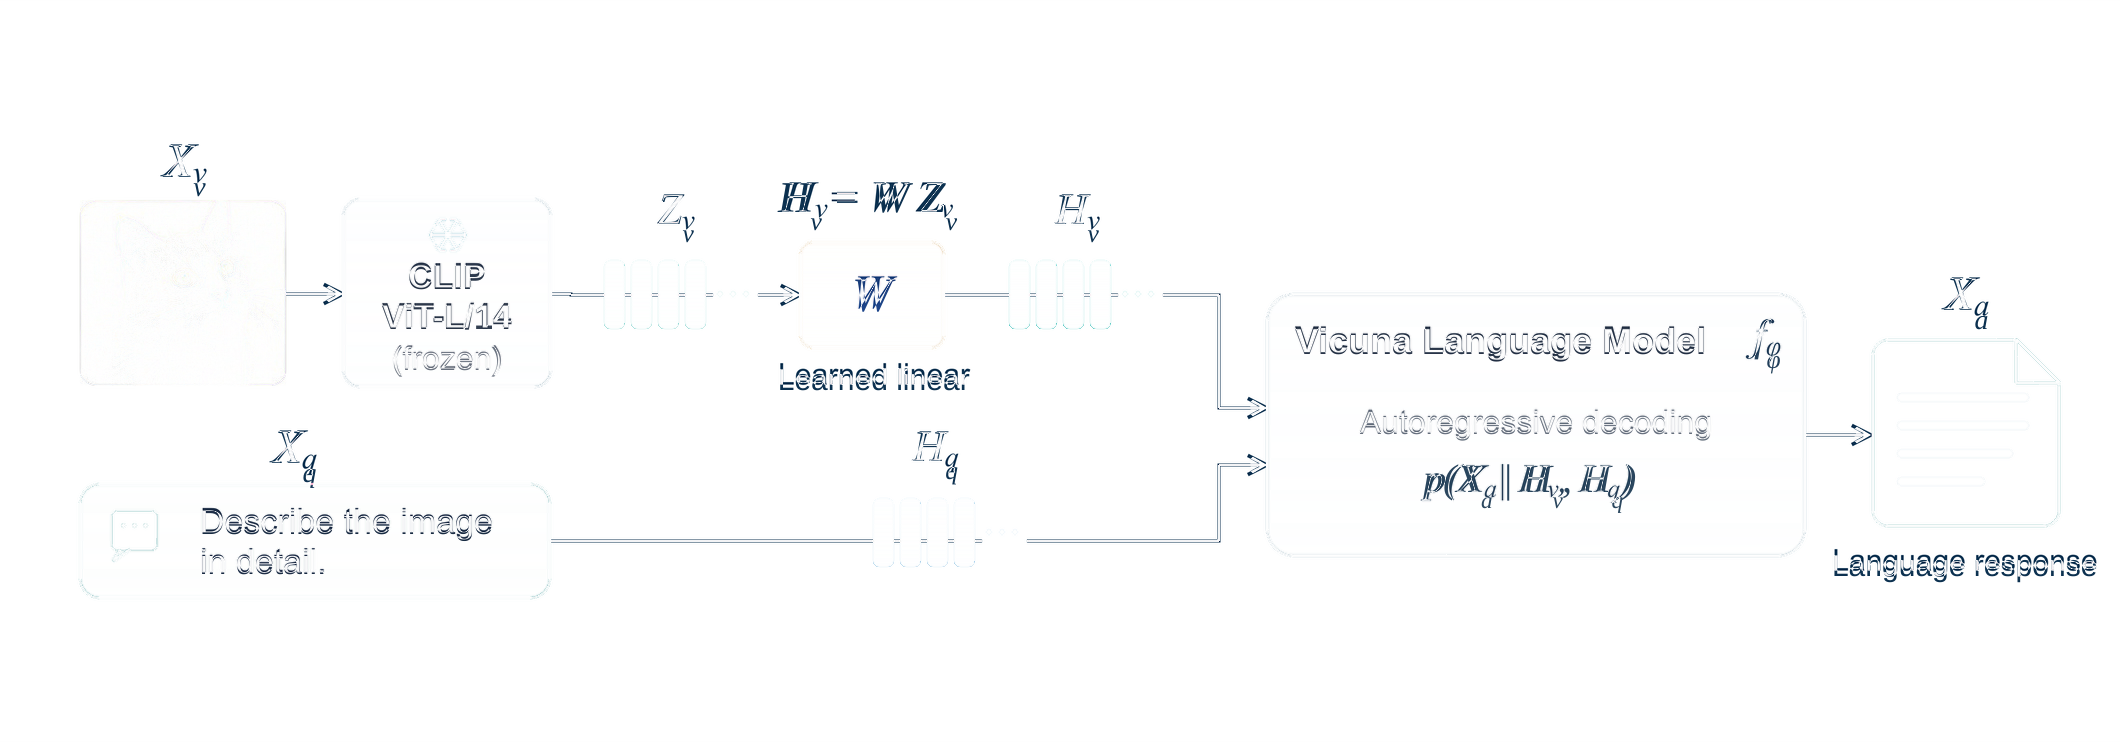 X_v
CLIP
ViT-L/14
(frozen)
Z_v
H_v = W Z_v
W
Learned linear
H_v
X_q
Describe the image
in detail.
H_q
Vicuna Language Model f_φ
Autoregressive decoding
p(X_a | H_v, H_q)
X_a
Language response